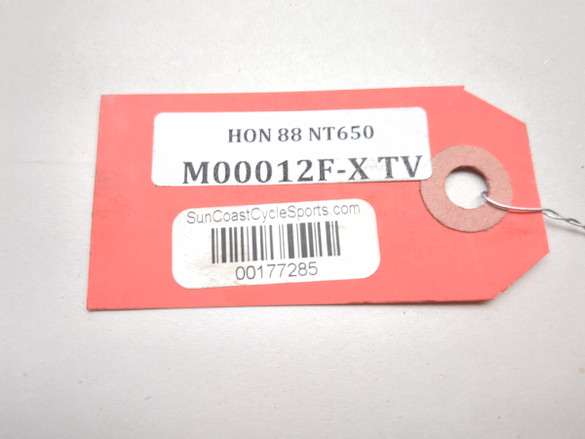 HON 88 NT650
M00012F-X TV
SunCoastCycleSports.com
00177285